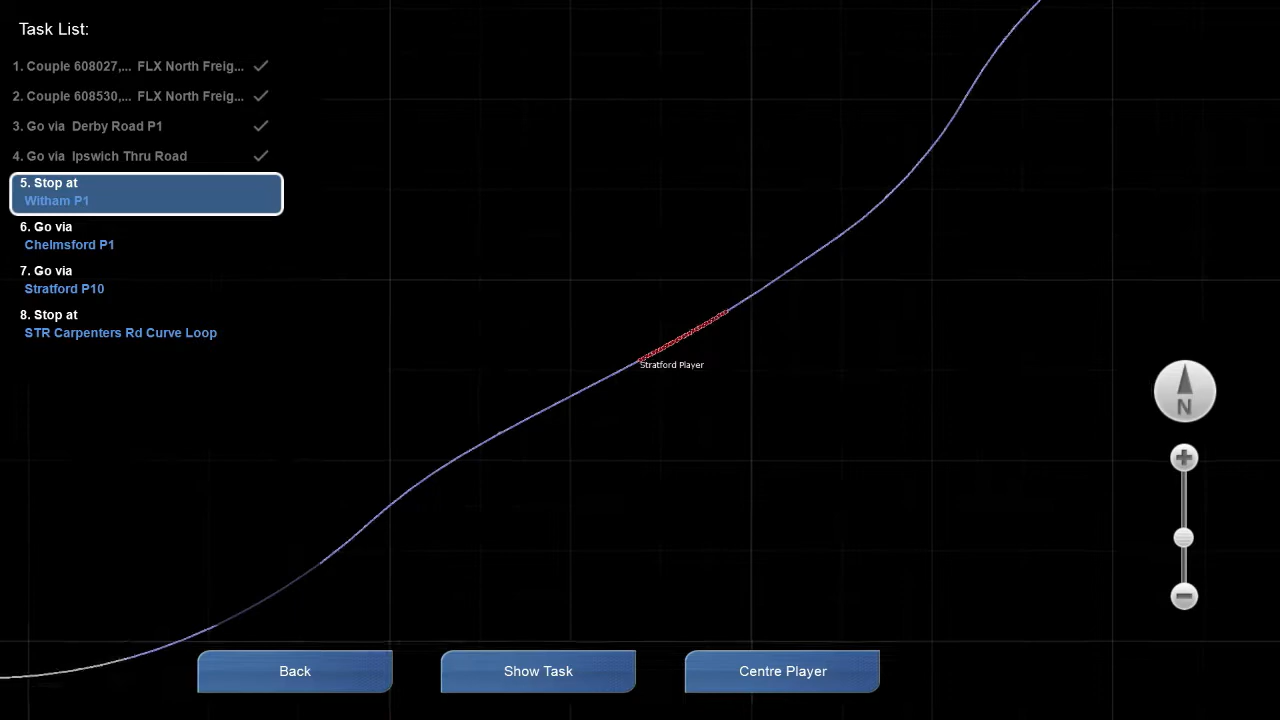 Task List:
1. Couple 608027,... FLX North Freig...
2. Couple 608530,... FLX North Freig...
3. Go via Derby Road P1
4. Go via Ipswich Thru Road
5. Stop at
Witham P1
6. Go via
Chelmsford P1
7. Go via
Stratford P10
8. Stop at
STR Carpenters Rd Curve Loop
Stratford Player
N
Back
Show Task
Centre Player